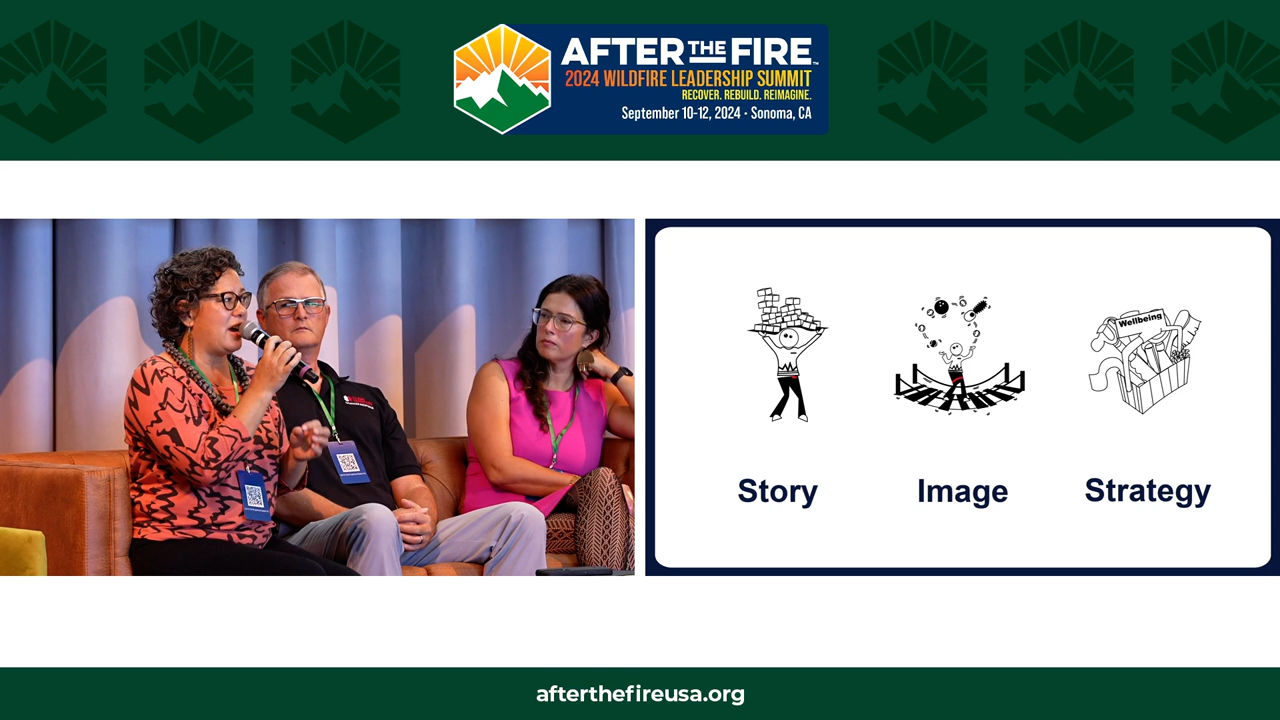 AFTER THE FIRE™
2024 WILDFIRE LEADERSHIP SUMMIT
RECOVER. REBUILD. REIMAGINE.
September 10-12, 2024 · Sonoma, CA
Wellbeing
Story
Image
Strategy
afterthefireusa.org